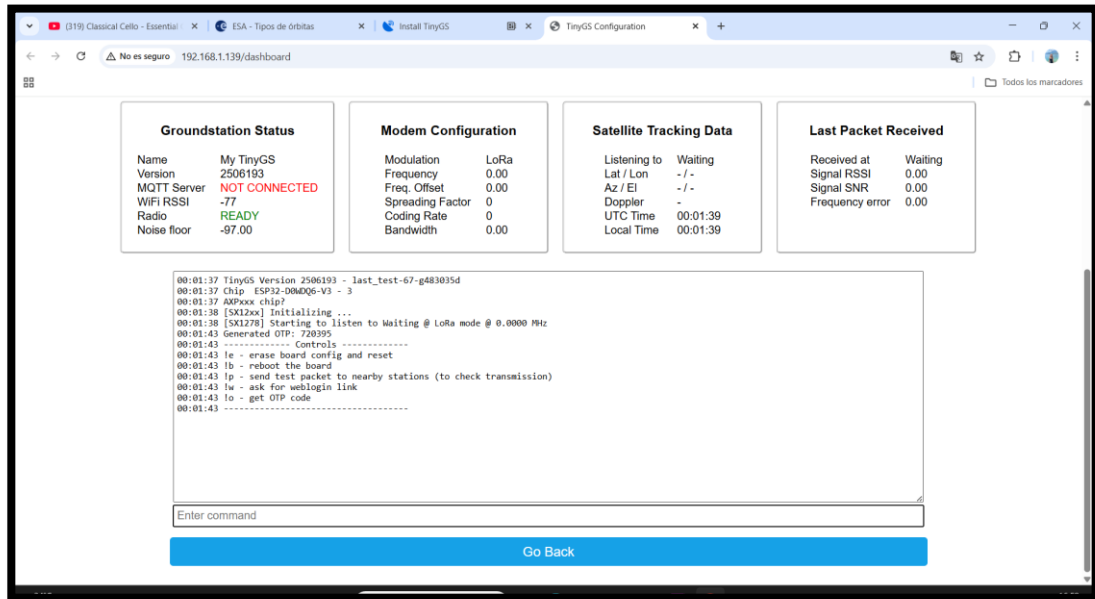 (319) Classical Cello - Essential
ESA - Tipos de órbitas
Install TinyGS
TinyGS Configuration
No es seguro 192.168.1.139/dashboard
Todos los marcadores
Groundstation Status
Name My TinyGS
Version 2506193
MQTT Server NOT CONNECTED
WiFi RSSI -77
Radio READY
Noise floor -97.00
Modem Configuration
Modulation LoRa
Frequency 0.00
Freq. Offset 0.00
Spreading Factor 0
Coding Rate 0
Bandwidth 0.00
Satellite Tracking Data
Listening to Waiting
Lat / Lon - / -
Az / El - / -
Doppler -
UTC Time 00:01:39
Local Time 00:01:39
Last Packet Received
Received at Waiting
Signal RSSI 0.00
Signal SNR 0.00
Frequency error 0.00
00:01:37 TinyGS Version 2506193 - last_test-67-g483035d
00:01:37 Chip ESP32-D0WDQ6-V3 - 3
00:01:37 AXPxxx chip?
00:01:38 [SX12xx] Initializing ...
00:01:38 [SX1278] Starting to listen to Waiting @ LoRa mode @ 0.0000 MHz
00:01:43 Generated OTP: 720395
00:01:43 ------------- Controls -------------
00:01:43 !e - erase board config and reset
00:01:43 !b - reboot the board
00:01:43 !p - send test packet to nearby stations (to check transmission)
00:01:43 !w - ask for weblogin link
00:01:43 !o - get OTP code
00:01:43 ------------------------------------
Enter command
Go Back